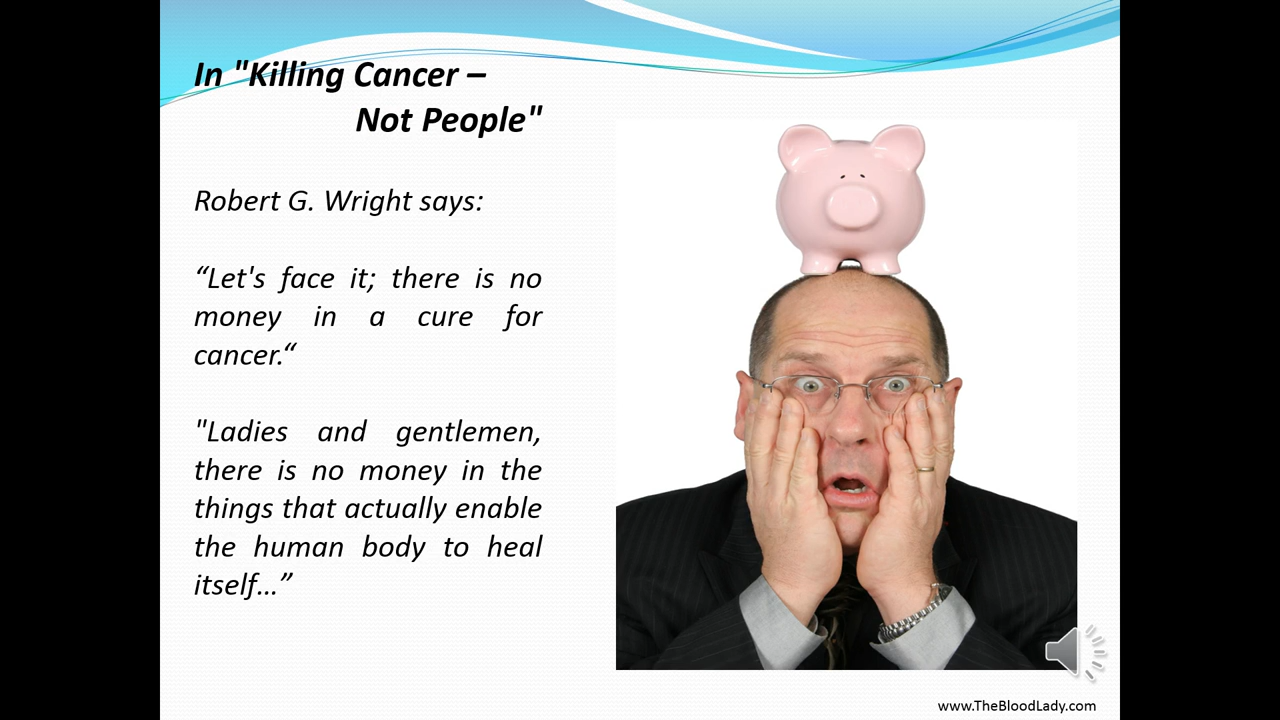 In "Killing Cancer –
Not People"
Robert G. Wright says:
“Let's face it; there is no
money in a cure for
cancer.“
"Ladies and gentlemen,
there is no money in the
things that actually enable
the human body to heal
itself…”
www.TheBloodLady.com